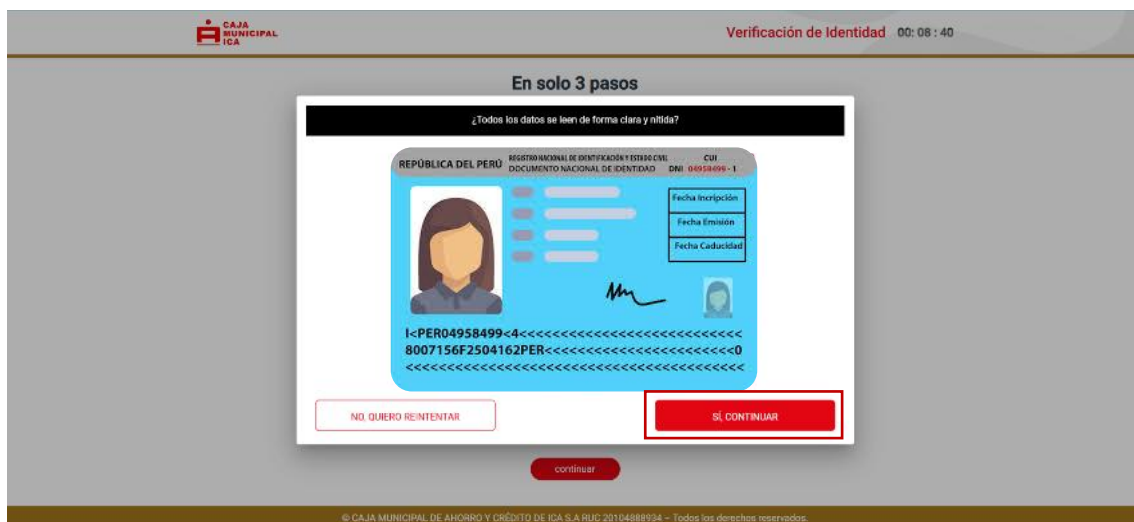 CAJA
MUNICIPAL
ICA
Verificación de Identidad 00: 08 : 40
En solo 3 pasos
¿Todos los datos se leen de forma clara y nítida?
REPÚBLICA DEL PERÚ
REGISTRO NACIONAL DE IDENTIFICACIÓN Y ESTADO CIVIL
DOCUMENTO NACIONAL DE IDENTIDAD
CUI
DNI 04958499 - 1
Fecha Incripción
Fecha Emisión
Fecha Caducidad
I<PER04958499<4<<<<<<<<<<<<<<<<<<<<<<<<<<<
8007156F2504162PER<<<<<<<<<<<<<<<<<<<<<<<0
<<<<<<<<<<<<<<<<<<<<<<<<<<<<<<<<<<<<<<<<<
NO, QUIERO REINTENTAR
SÍ, CONTINUAR
continuar
© CAJA MUNICIPAL DE AHORRO Y CRÉDITO DE ICA S.A RUC 20104888934 – Todos los derechos reservados.